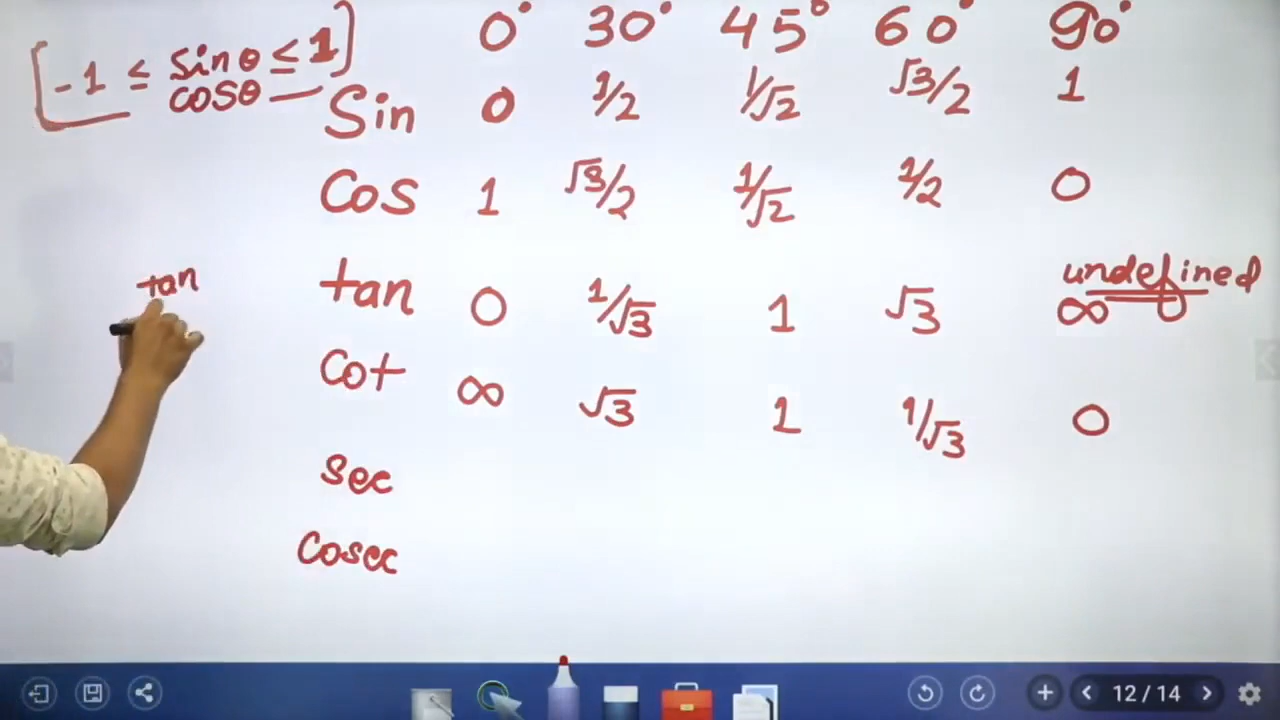 0° 30° 45° 60° 90°
[-1 ≤ sinθ ≤ 1]
cosθ
Sin 0 1/2 1/√2 √3/2 1
Cos 1 √3/2 1/√2 1/2 0
tan
tan 0 1/√3 1 √3 undefined
∞
Cot ∞ √3 1 1/√3 0
sec
Cosec
12 / 14